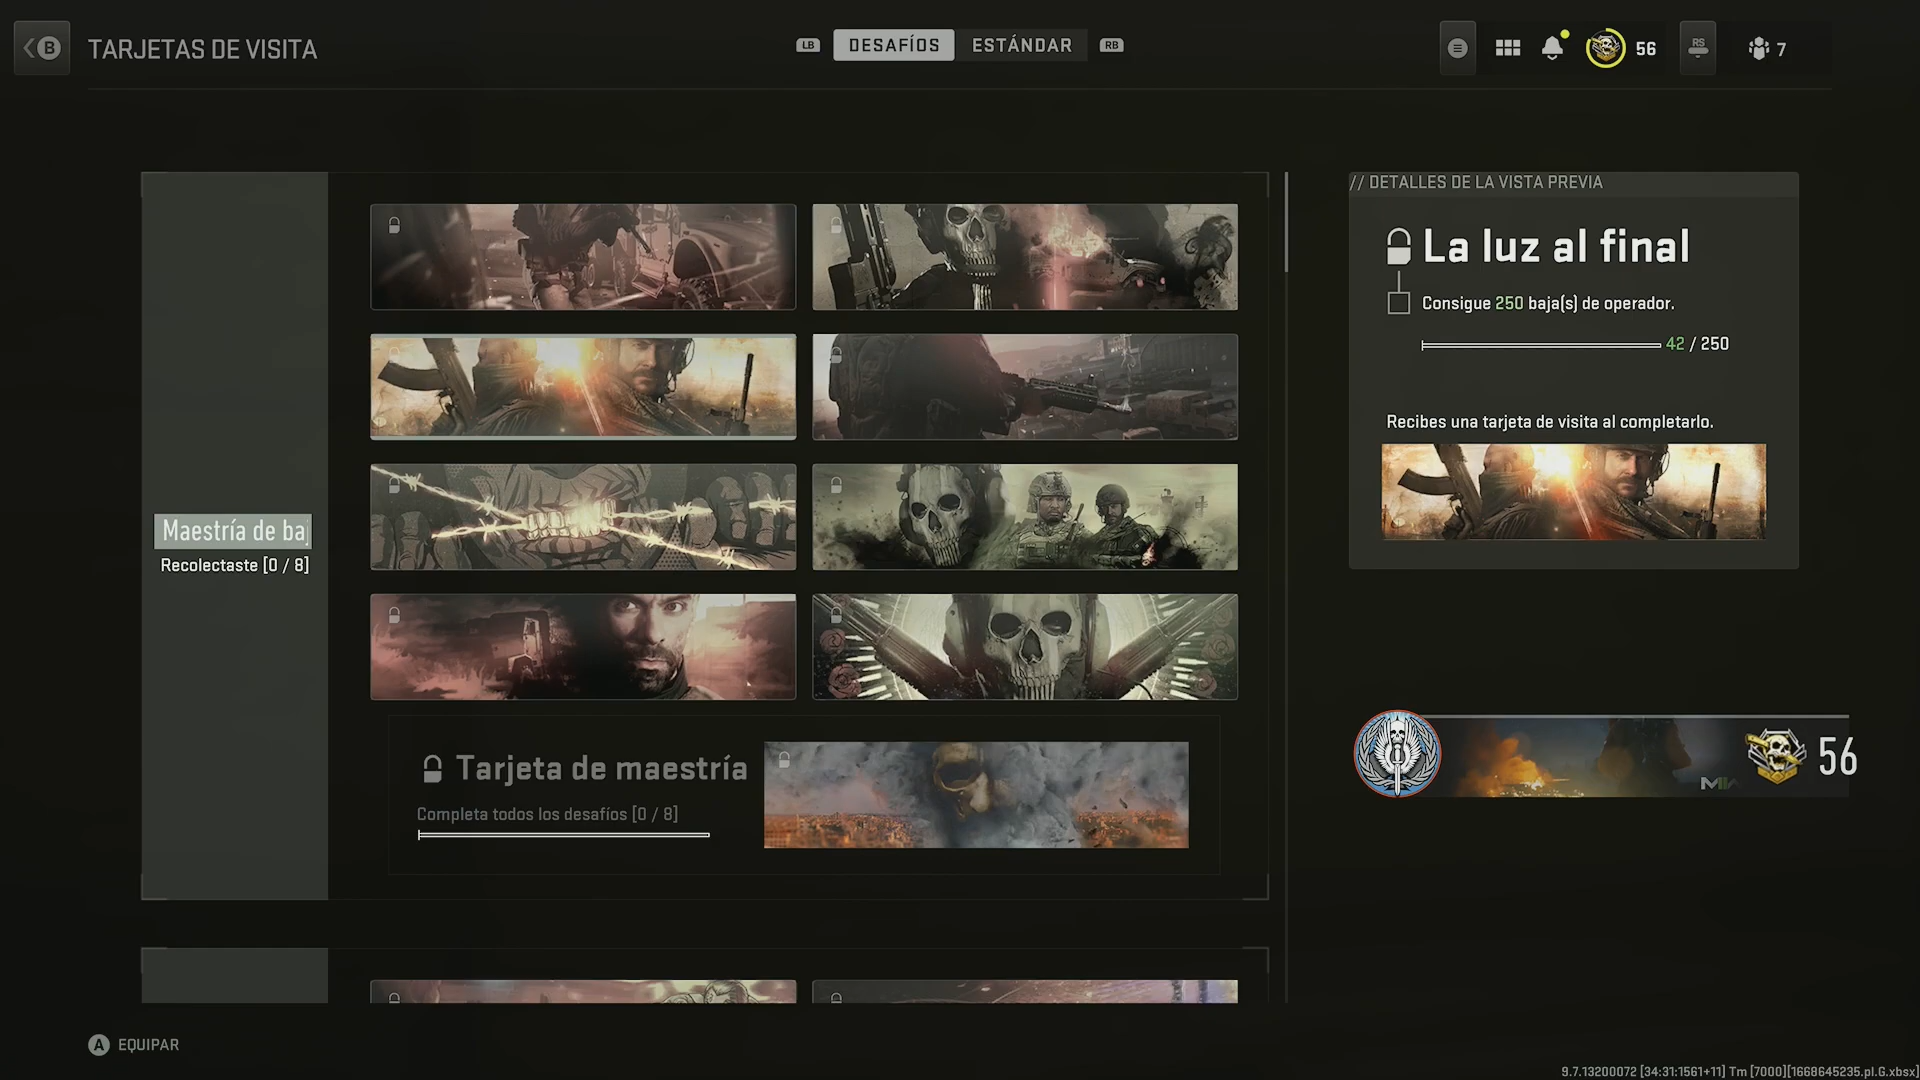 B TARJETAS DE VISITA
LB DESAFÍOS ESTÁNDAR RB
56 RS 7
// DETALLES DE LA VISTA PREVIA
La luz al final
Consigue 250 baja(s) de operador.
42 / 250
Recibes una tarjeta de visita al completarlo.
Maestría de ba
Recolectaste [0 / 8]
Tarjeta de maestría
Completa todos los desafíos [0 / 8]
56
A EQUIPAR
9.7.13200072 [34:31:1561+11] Tm [7000][1668645235.pl.G.xbsx]